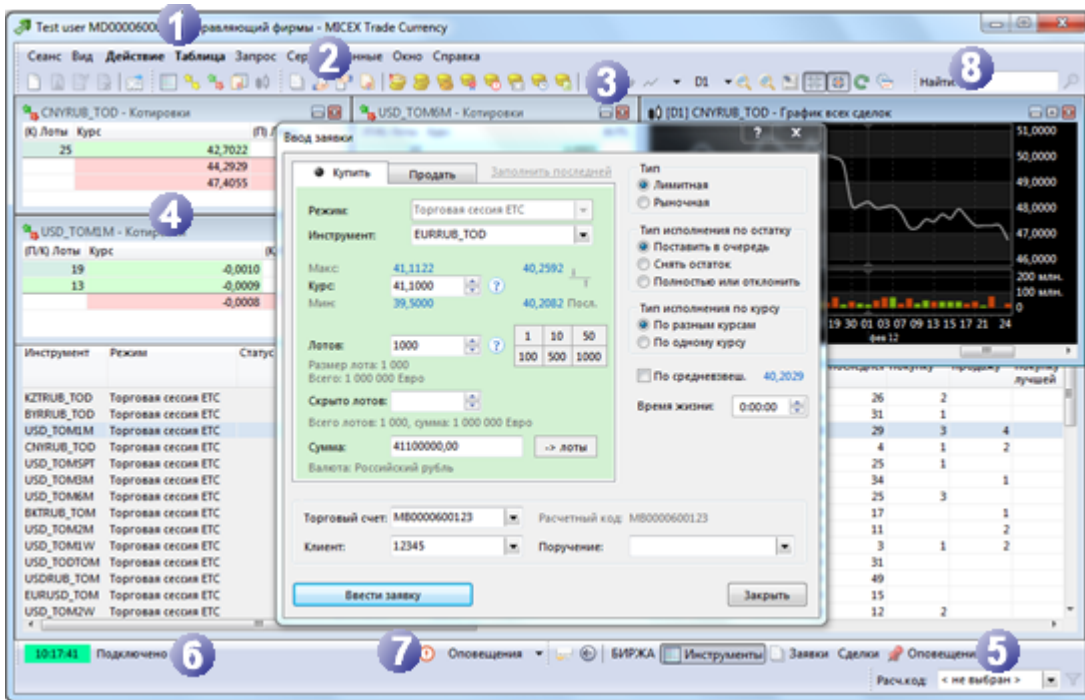 Test user MD0000600 равляющий фирмы - MICEX Trade Currency
1
Сеанс Вид Действие Таблица Запрос Сер нные Окно Справка
2
3
D1
Найти:
8
CNYRUB_TOD - Котировки
USD_TOM6M - Котировки
[D1] CNYRUB_TOD - График всех сделок
(К) Лоты Курс (П)
25 42,7022
44,2929
47,4055
4
USD_TOM1M - Котировки
(П/К) Лоты Курс
19 -0,0010
13 -0,0009
-0,0008
51,0000
50,0000
49,0000
48,0000
47,0000
46,0000
200 млн.
100 млн.
0
19 30 01 03 07 09 13 15 17 21 24
фев 12
Ввод заявки
Купить Продать Заполнить последней
Режим: Торговая сессия ЕТС
Инструмент: EURRUB_TOD
Макс: 41,1122 40,2592
Курс: 41,1000
Мин: 39,5000 40,2082 Посл.
Лотов: 1000
1 10 50
100 500 1000
Размер лота: 1 000
Всего: 1 000 000 Евро
Скрыто лотов:
Всего лотов: 1 000, сумма: 1 000 000 Евро
Сумма: 41100000,00 -> лоты
Валюта: Российский рубль
Тип
Лимитная
Рыночная
Тип исполнения по остатку
Поставить в очередь
Снять остаток
Полностью или отклонить
Тип исполнения по курсу
По разным курсам
По одному курсу
По средневзвеш. 40,2029
Время жизни: 0:00:00
Торговый счет: MB0000600123 Расчетный код: MB0000600123
Клиент: 12345 Поручение:
Ввести заявку Закрыть
Инструмент Режим Статус
лучшей
KZTRUB_TOD Торговая сессия ЕТС 26 2
BYRRUB_TOD Торговая сессия ЕТС 31 1
USD_TOM1M Торговая сессия ЕТС 29 3 4
CNYRUB_TOD Торговая сессия ЕТС 4 1 2
USD_TOMSPT Торговая сессия ЕТС 25 1
USD_TOM3M Торговая сессия ЕТС 34 1
USD_TOM6M Торговая сессия ЕТС 25 3
BKTRUB_TOM Торговая сессия ЕТС 17 1
USD_TOM2M Торговая сессия ЕТС 11 2
USD_TOM1W Торговая сессия ЕТС 3 1 2
USD_TODTOM Торговая сессия ЕТС 31
USDRUB_TOM Торговая сессия ЕТС 49
EURUSD_TOM Торговая сессия ЕТС 15
USD_TOM2W Торговая сессия ЕТС 12 2
10:17:41 Подключено
6
7
Оповещения БИРЖА Инструменты Заявки Сделки Оповещени
5
Расч.код: < не выбран >